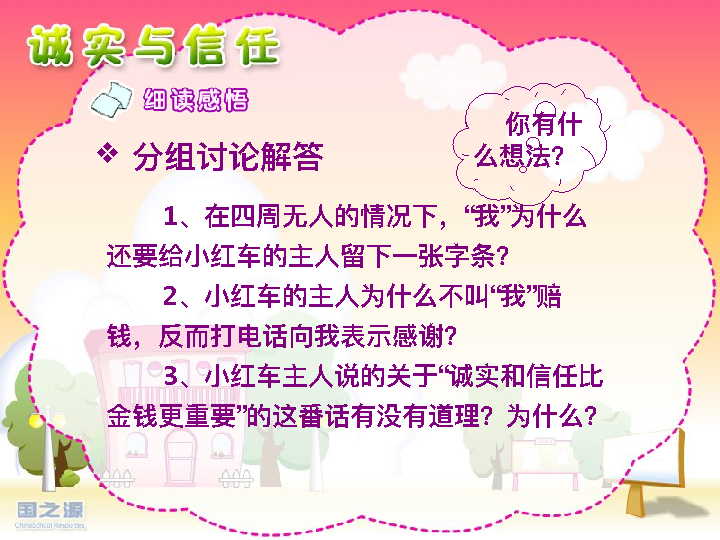 诚实与信任
细读感悟
你有什
么想法？
❖ 分组讨论解答
1、在四周无人的情况下，“我”为什么
还要给小红车的主人留下一张字条？
2、小红车的主人为什么不叫“我”赔
钱，反而打电话向我表示感谢？
3、小红车主人说的关于“诚实和信任比
金钱更重要”的这番话有没有道理？为什么？
国之源
ChinaSchool Resources